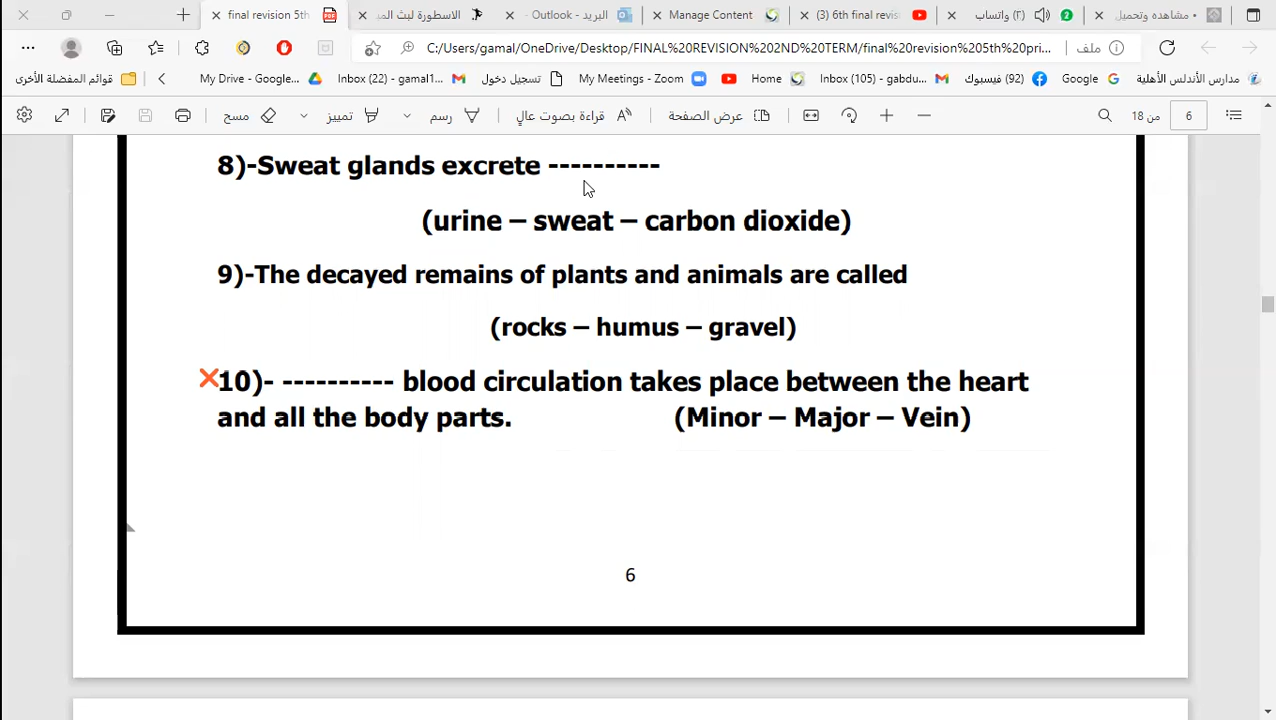 final revision 5th
الاسطورة لبث الم
البريد - Outlook
Manage Content
(3) 6th final revis
(٢) واتساب
مشاهده وتحميل •
C:/Users/gamal/OneDrive/Desktop/FINAL%20REVISION%20ND%20TERM/final%20revision%205th%20pri...
ملف
قوائم المفضلة الأخرى
My Drive - Google...
Inbox (22) - gamal1...
تسجيل دخول
My Meetings - Zoom
Home
Inbox (105) - gabdu...
(92) فيسبوك
Google
مدارس الأندلس الأهلية
مسح
تمييز
رسم
قراءة بصوت عالٍ
عرض الصفحة
من 18
6
8)-Sweat glands excrete ----------
(urine – sweat – carbon dioxide)
9)-The decayed remains of plants and animals are called
(rocks – humus – gravel)
10)- ---------- blood circulation takes place between the heart
and all the body parts. (Minor – Major – Vein)
6